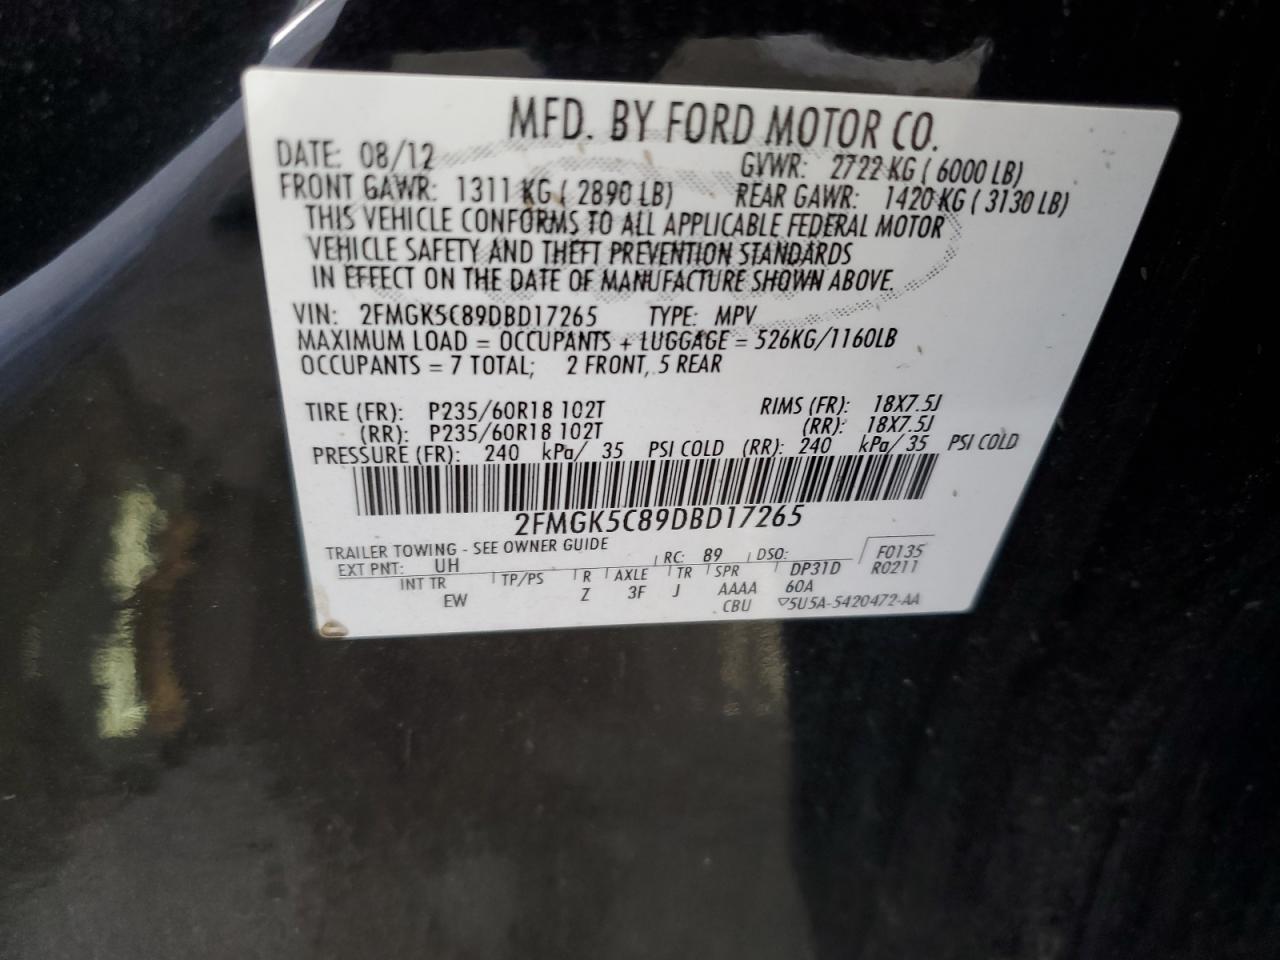 MFD. BY FORD MOTOR CO.
DATE: 08/12 GVWR: 2722 KG ( 6000 LB)
FRONT GAWR: 1311 KG ( 2890 LB) REAR GAWR: 1420 KG ( 3130 LB)
THIS VEHICLE CONFORMS TO ALL APPLICABLE FEDERAL MOTOR
VEHICLE SAFETY AND THEFT PREVENTION STANDARDS
IN EFFECT ON THE DATE OF MANUFACTURE SHOWN ABOVE.
VIN: 2FMGK5C89DBD17265 TYPE: MPV
MAXIMUM LOAD = OCCUPANTS + LUGGAGE = 526KG/1160LB
OCCUPANTS = 7 TOTAL; 2 FRONT, 5 REAR
TIRE (FR): P235/60R18 102T RIMS (FR): 18X7.5J
(RR): P235/60R18 102T (RR): 18X7.5J
PRESSURE (FR): 240 kPa/ 35 PSI COLD (RR): 240 kPa/ 35 PSI COLD
2FMGK5C89DBD17265
TRAILER TOWING - SEE OWNER GUIDE
EXT PNT: UH RC: 89 DSO: F0135
INT TR TP/PS R AXLE TR SPR DP31D R0211
EW Z 3F J AAAA 60A
CBU ▽5U5A-5420472-AA